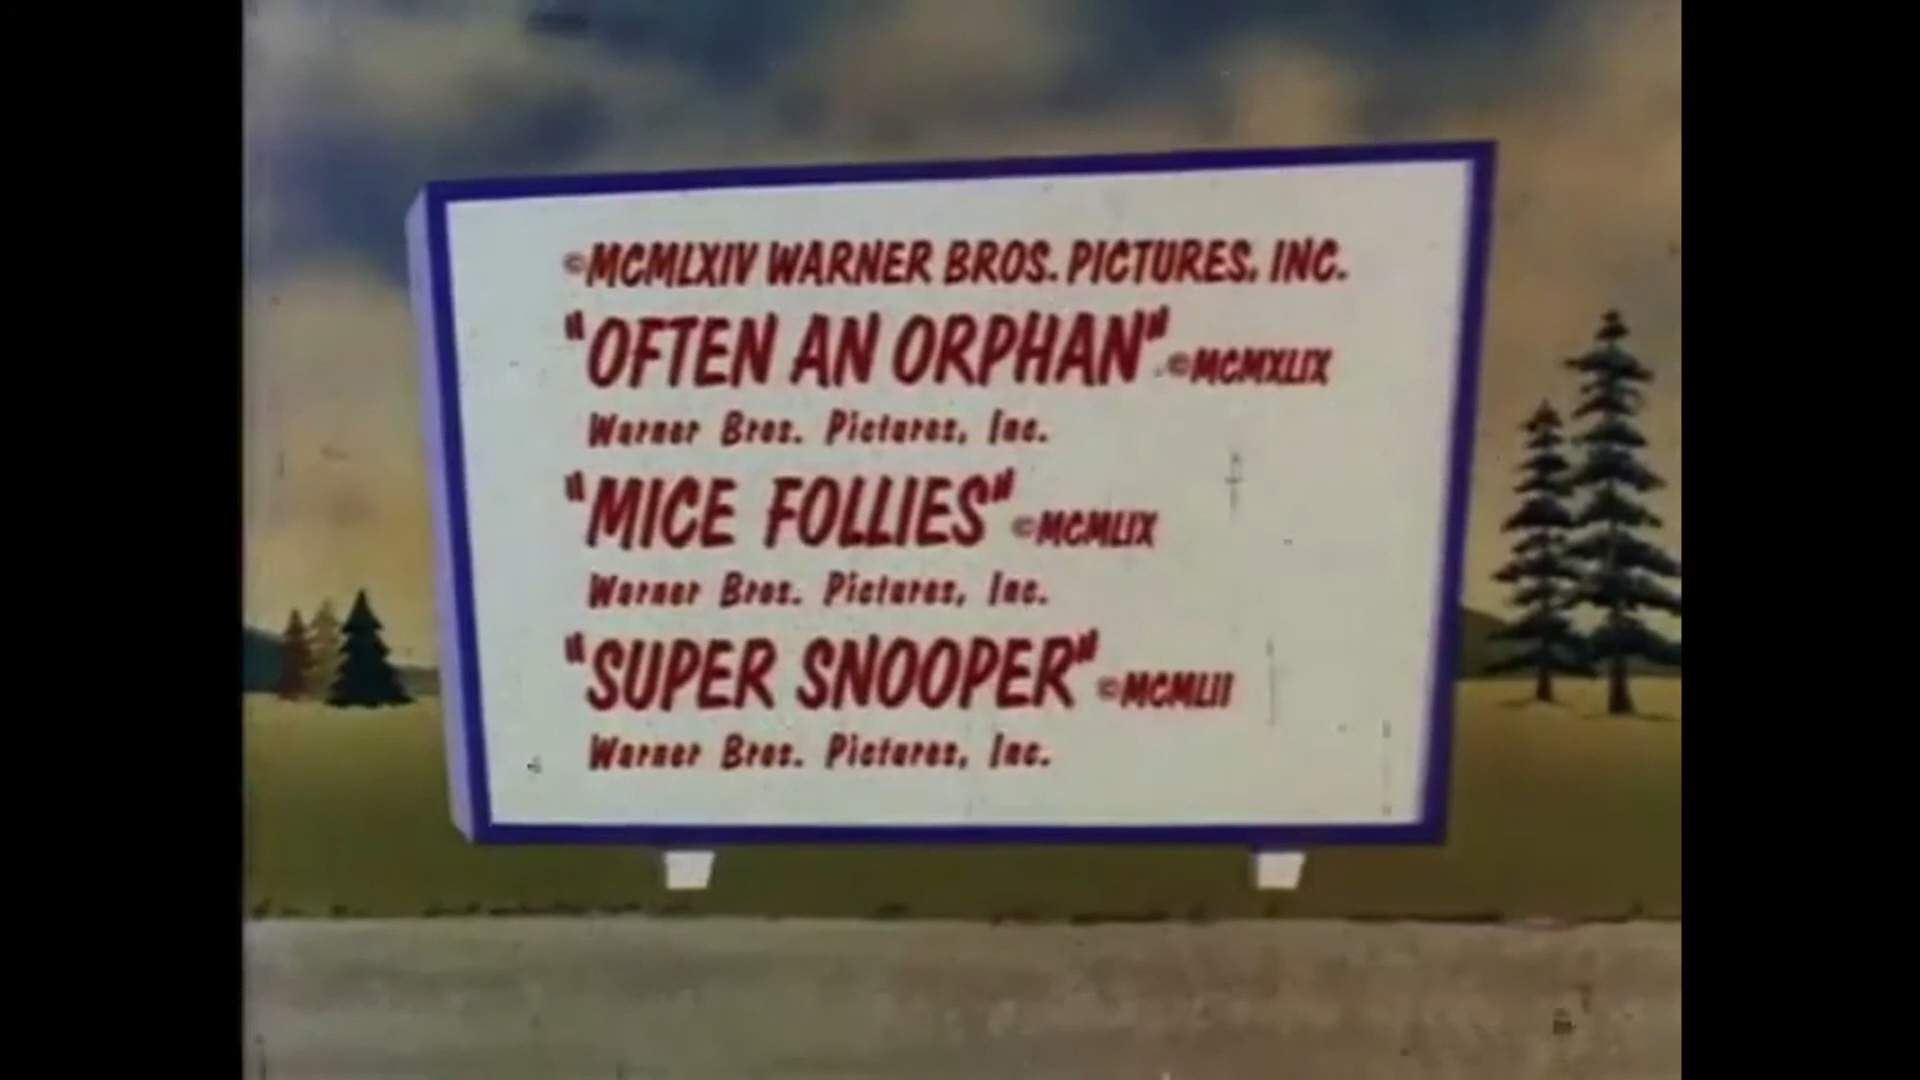 ©MCMLXIV WARNER BROS. PICTURES, INC.
"OFTEN AN ORPHAN" ©MCMXLIX
Warner Bros. Pictures, Inc.
"MICE FOLLIES" ©MCMLIX
Warner Bros. Pictures, Inc.
"SUPER SNOOPER" ©MCMLII
Warner Bros. Pictures, Inc.